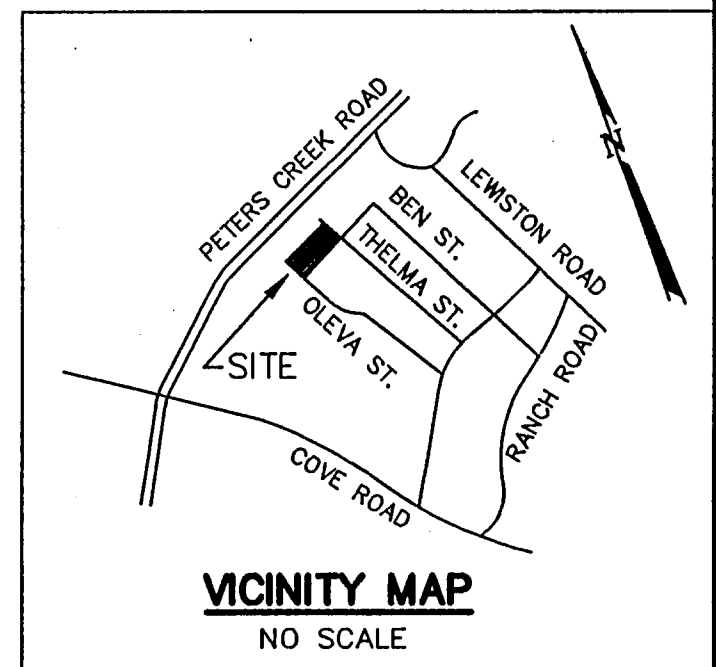 PETERS CREEK ROAD
N
LEWISTON ROAD
BEN ST.
THELMA ST.
OLEVA ST.
SITE
RANCH ROAD
COVE ROAD
VICINITY MAP
NO SCALE